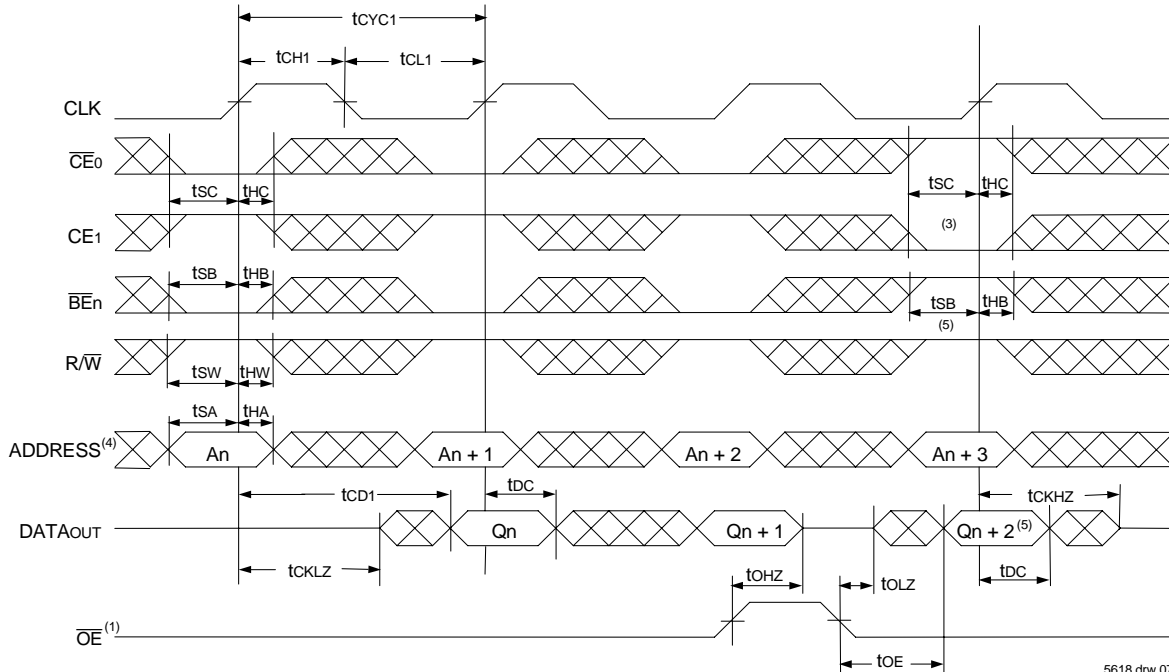 tCYC1
tCH1 tCL1
CLK
CE0
tSC tHC tSC tHC
CE1 (3)
tSB tHB
BEn tSB tHB
(5)
R/W
tSW tHW
tSA tHA
ADDRESS(4) An An + 1 An + 2 An + 3
tCD1 tDC tCKHZ
DATAOUT Qn Qn + 1 Qn + 2(5)
tCKLZ tOHZ tOLZ tDC
OE(1)
tOE
5618 drw 07